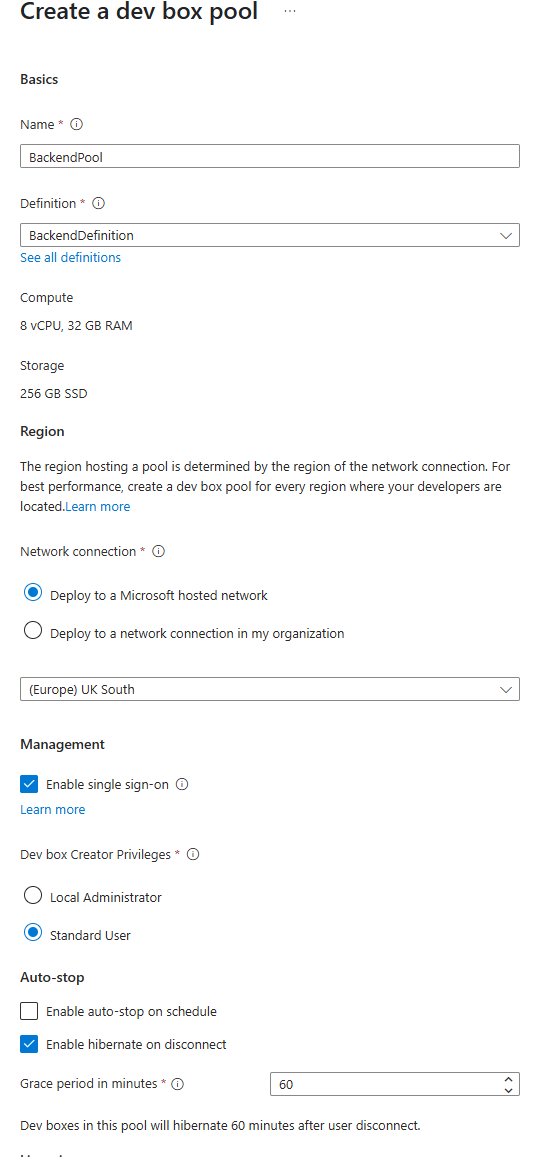 Create a dev box pool ...
Basics
Name *
BackendPool
Definition *
BackendDefinition
See all definitions
Compute
8 vCPU, 32 GB RAM
Storage
256 GB SSD
Region
The region hosting a pool is determined by the region of the network connection. For
best performance, create a dev box pool for every region where your developers are
located.Learn more
Network connection *
Deploy to a Microsoft hosted network
Deploy to a network connection in my organization
(Europe) UK South
Management
Enable single sign-on
Learn more
Dev box Creator Privileges *
Local Administrator
Standard User
Auto-stop
Enable auto-stop on schedule
Enable hibernate on disconnect
Grace period in minutes * 60
Dev boxes in this pool will hibernate 60 minutes after user disconnect.